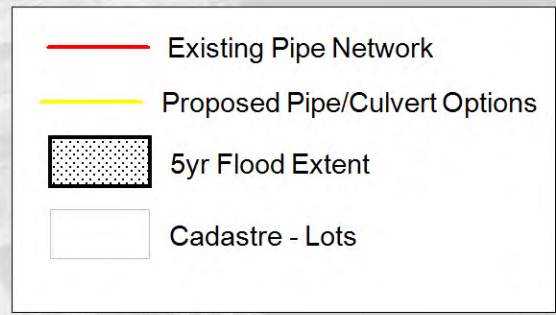 Existing Pipe Network
Proposed Pipe/Culvert Options
5yr Flood Extent
Cadastre - Lots